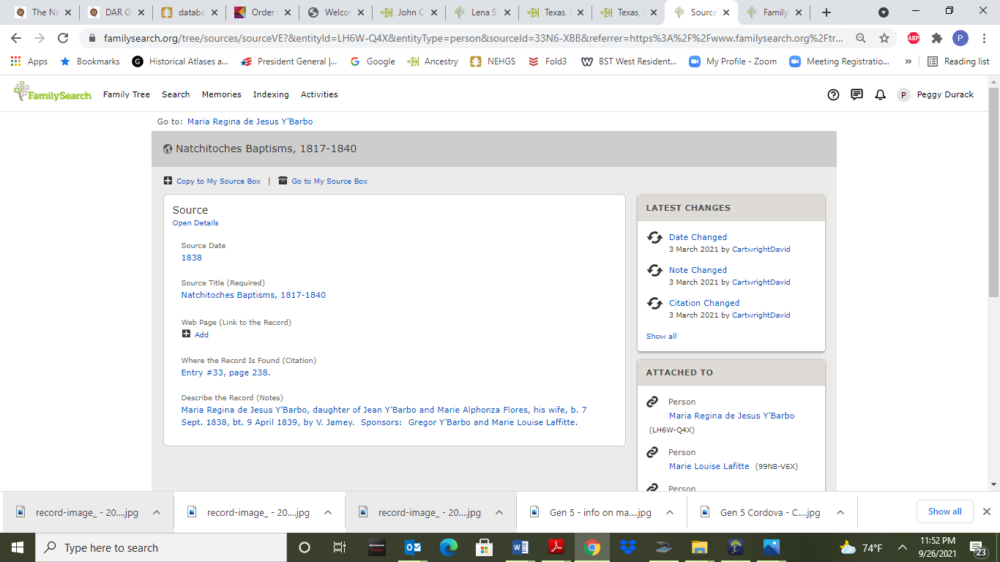 The Na
DAR G
databa
Order
Welcor
John C
Lena S
Texas,
Texas,
Source
Family
familysearch.org/tree/sources/sourceVE?&entityId=LH6W-Q4X&entityType=person&sourceId=33N6-XBB&referrer=https%3A%2F%2Fwww.familysearch.org%2Ftr...
ABP
P
Apps
Bookmarks
Historical Atlases a...
President General |...
Google
Ancestry
NEHGS
Fold3
BST West Resident...
My Profile - Zoom
Meeting Registratio...
»
Reading list
FamilySearch
Family Tree
Search
Memories
Indexing
Activities
P
Peggy Durack
Go to: Maria Regina de Jesus Y'Barbo
Natchitoches Baptisms, 1817-1840
Copy to My Source Box | Go to My Source Box
Source
Open Details
Source Date
1838
Source Title (Required)
Natchitoches Baptisms, 1817-1840
Web Page (Link to the Record)
Add
Where the Record Is Found (Citation)
Entry #33, page 238.
Describe the Record (Notes)
Maria Regina de Jesus Y'Barbo, daughter of Jean Y'Barbo and Marie Alphonza Flores, his wife, b. 7
Sept. 1838, bt. 9 April 1839, by V. Jamey.  Sponsors:  Gregor Y'Barbo and Marie Louise Laffitte.
LATEST CHANGES
Date Changed
3 March 2021 by CartwrightDavid
Note Changed
3 March 2021 by CartwrightDavid
Citation Changed
3 March 2021 by CartwrightDavid
Show all
ATTACHED TO
Person
Maria Regina de Jesus Y'Barbo
(LH6W-Q4X)
Person
Marie Louise Lafitte (99N8-V6X)
Person
record-image_ - 20....jpg
record-image_ - 20....jpg
record-image_ - 20....jpg
Gen 5 - info on ma....jpg
Gen 5 Cordova - C....jpg
Show all
Type here to search
74°F
11:52 PM
9/26/2021
23